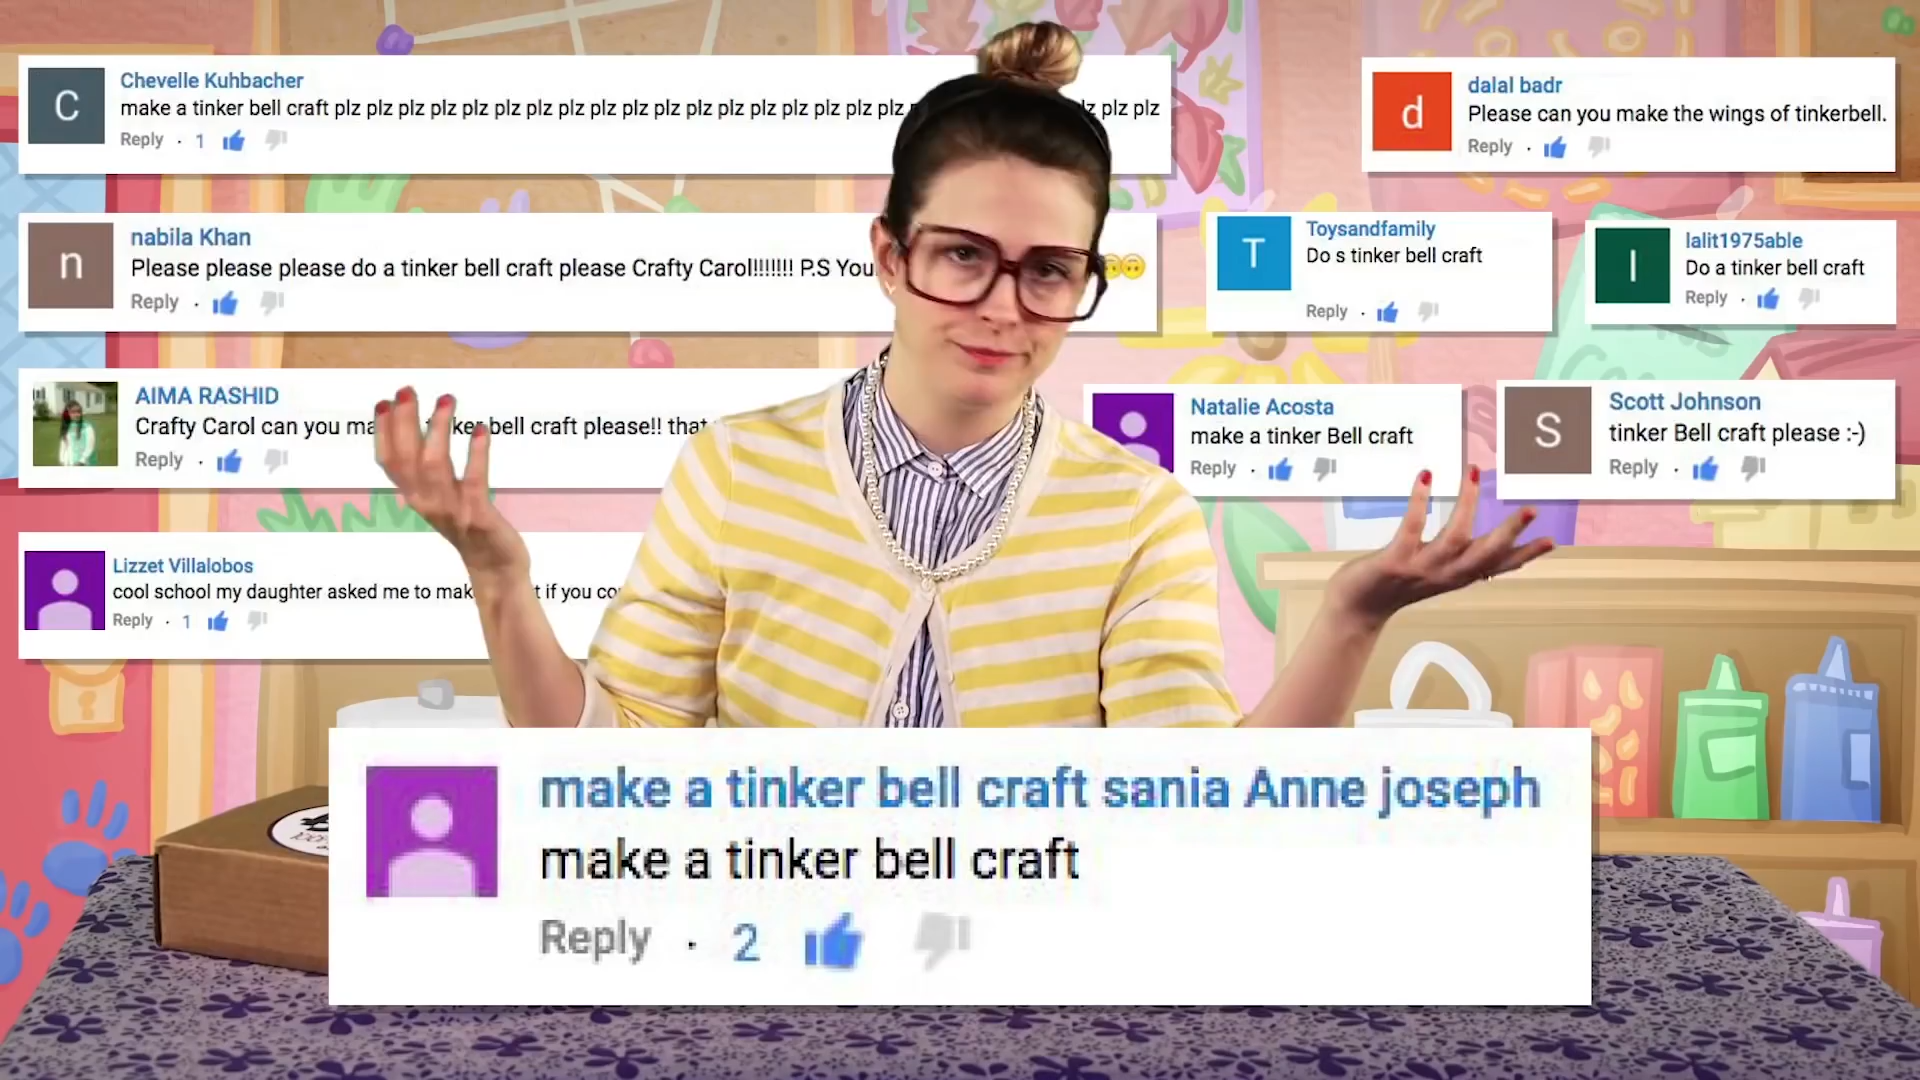 Chevelle Kuhbacher
make a tinker bell craft plz plz plz plz plz plz plz plz plz plz plz plz plz plz plz plz plz plz plz plz
Reply · 1
dalal badr
Please can you make the wings of tinkerbell.
Reply ·
nabila Khan
Please please please do a tinker bell craft please Crafty Carol!!!!!!! P.S You
Reply ·
Toysandfamily
Do s tinker bell craft
Reply ·
lalit1975able
Do a tinker bell craft
Reply ·
AIMA RASHID
Crafty Carol can you bell craft please!! that
Reply ·
Natalie Acosta
make a tinker Bell craft
Reply ·
Scott Johnson
tinker Bell craft please :-)
Reply ·
Lizzet Villalobos
cool school my daughter asked me to if you
Reply · 1
make a tinker bell craft sania Anne joseph
make a tinker bell craft
Reply · 2
C
d
n
T
l
S